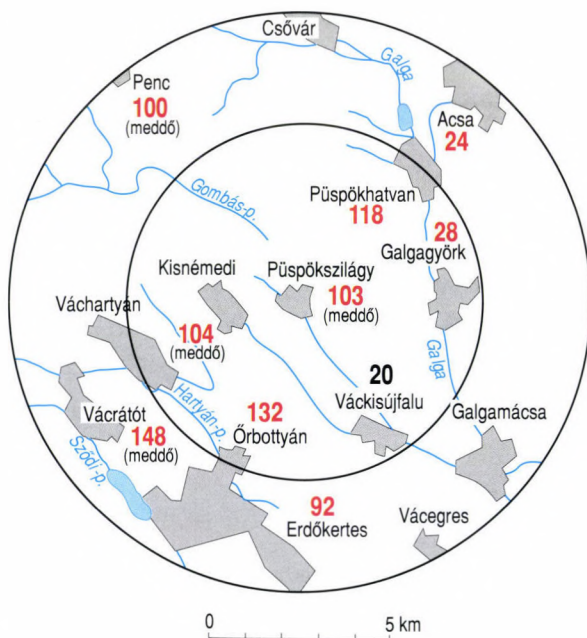 Csővár
Galga
Penc
100
(meddő)
Acsa
24
Püspökhatvan
118
Gombás-p.
28
Galgagyörk
Kisnémedi
Püspökszilágy
103
(meddő)
Váchartyán
104
(meddő)
Galga
20
Váckisújfalu
Hartyán-p.
132
Őrbottyán
Galgamácsa
Vácrátót
148
(meddő)
Sződi-p.
92
Erdőkertes
Vácegres
0 5 km